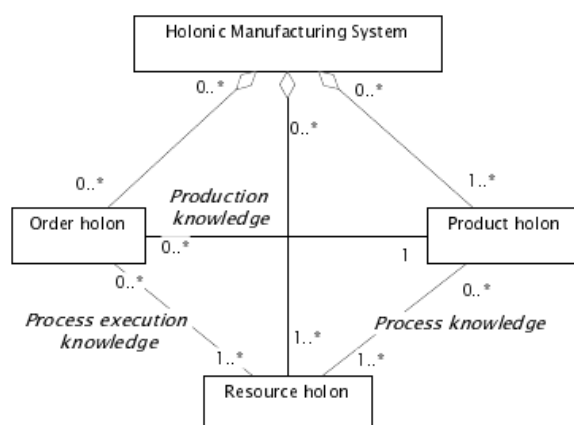 Holonic Manufacturing System
0..*
0..*
0..*
0..*
1..*
Production
knowledge
Order holon
Product holon
0..*
1
0..*
0..*
Process execution
knowledge
Process knowledge
1..*
1..*
1..*
Resource holon